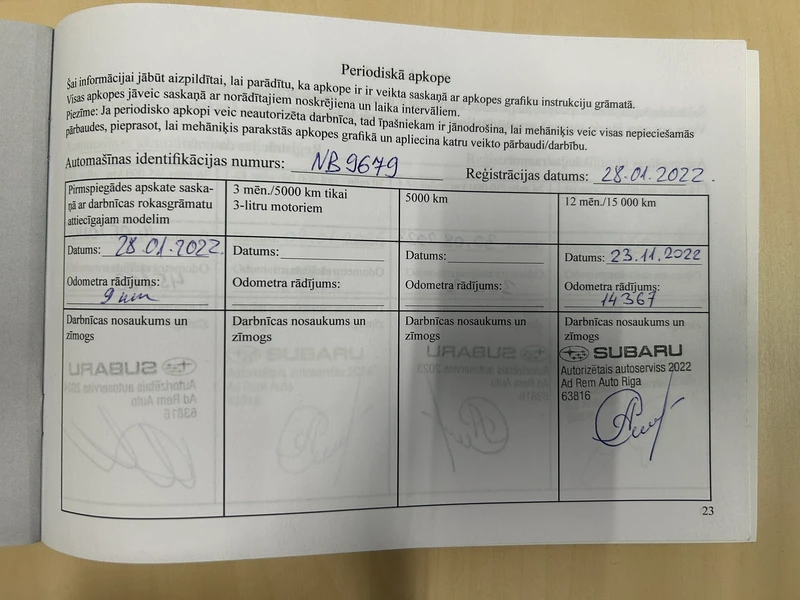 Periodiskā apkope
Šai informācijai jābūt aizpildītai, lai parādītu, ka apkope ir ir veikta saskaņā ar apkopes grafiku instrukciju grāmatā.
Visas apkopes jāveic saskaņā ar norādītajiem noskrējiena un laika intervāliem.
Piezīme: Ja periodisko apkopi veic neautorizēta darbnīca, tad īpašniekam ir jānodrošina, lai mehāniķis veic visas nepieciešamās
pārbaudes, pieprasot, lai mehāniķis parakstās apkopes grafikā un apliecina katru veikto pārbaudi/darbību.
Automašīnas identifikācijas numurs: NB9679 Reģistrācijas datums: 28.01.2022.
Pirmspiegādes apskate saska-
ņā ar darbnīcas rokasgrāmatu
attiecīgajam modelim
3 mēn./5000 km tikai
3-litru motoriem
5000 km
12 mēn./15 000 km
Datums: 28.01.2022.
Odometra rādījums:
9 km
Datums:
Odometra rādījums:
Datums:
Odometra rādījums:
Datums: 23.11.2022
Odometra rādījums:
14367
Darbnīcas nosaukums un
zīmogs
Darbnīcas nosaukums un
zīmogs
Darbnīcas nosaukums un
zīmogs
Darbnīcas nosaukums un
zīmogs
SUBARU
Autorizētais autoserviss 2022
Ad Rem Auto Riga
63816
23